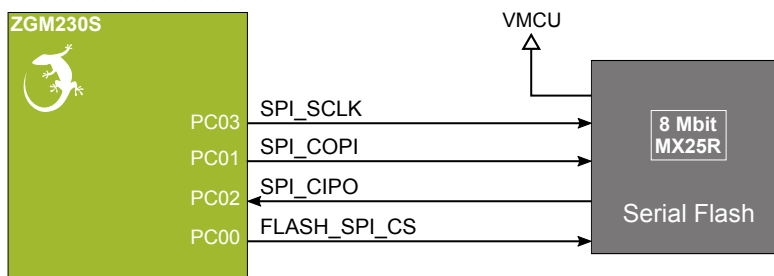 ZGM230S
VMCU
PC03
SPI_SCLK
PC01
SPI_COPI
PC02
SPI_CIPO
PC00
FLASH_SPI_CS
8 Mbit
MX25R
Serial Flash